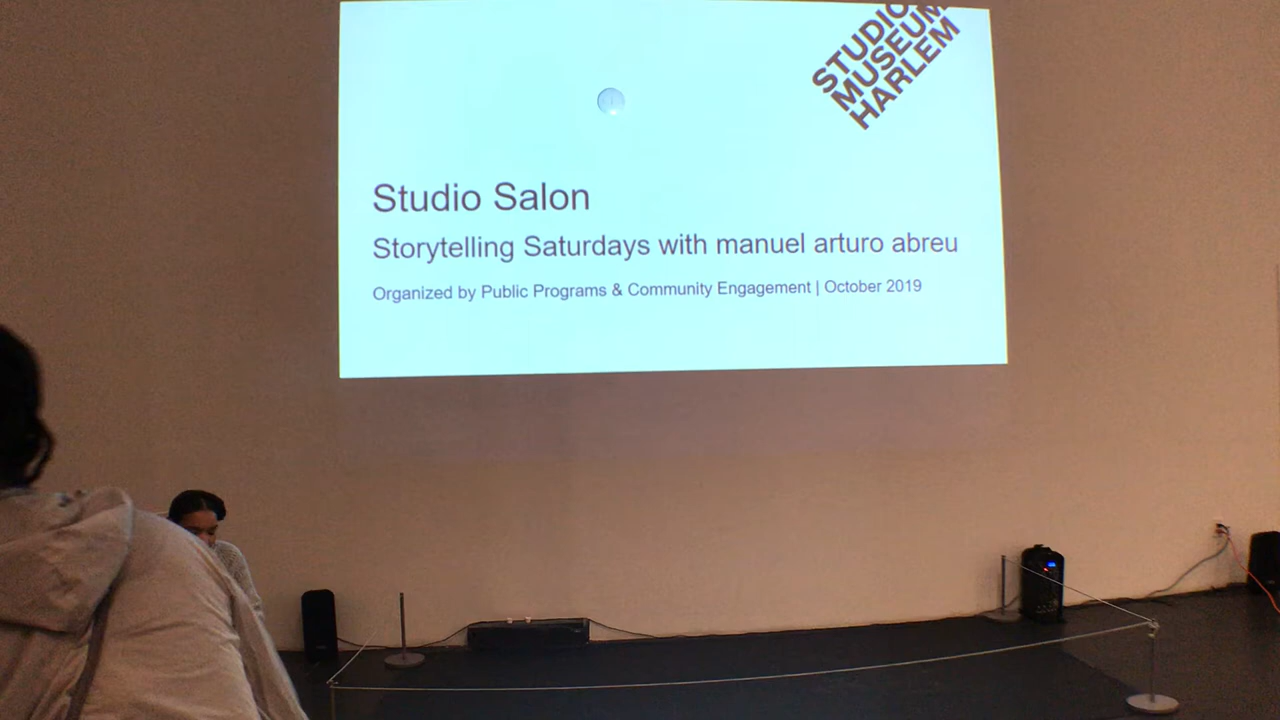 STUDIO
MUSEUM
HARLEM
Studio Salon
Storytelling Saturdays with manuel arturo abreu
Organized by Public Programs & Community Engagement | October 2019